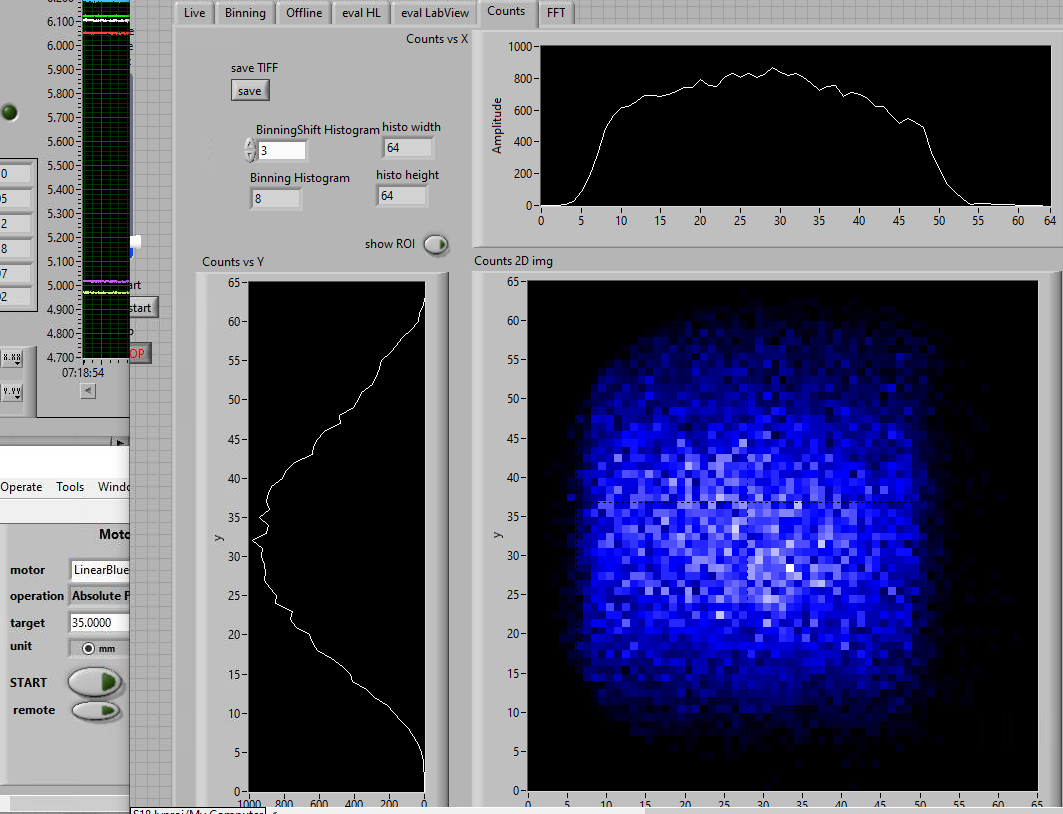 Live Binning Offline eval HL eval LabView Counts FFT
Counts vs X
save TIFF
save
BinningShift Histogram
3
histo width
64
Binning Histogram
8
histo height
64
show ROI
Amplitude
1000
800
600
400
200
0
0 5 10 15 20 25 30 35 40 45 50 55 60 64
Counts vs Y
y
65
60
55
50
45
40
35
30
25
20
15
10
5
0
1000 800 600 400 200 0
Counts 2D img
y
65
60
55
50
45
40
35
30
25
20
15
10
5
0
0 5 10 15 20 25 30 35 40 45 50 55 60 65
6.100
6.000
5.900
5.800
5.700
5.600
5.500
5.400
5.300
5.200
5.100
5.000
4.900
4.800
4.700
07:18:54
0
05
2
8
07
02
art
start
OP
X.XX
Y.YY
Operate Tools Windo
Moto
motor LinearBlue
operation Absolute P
target 35.0000
unit mm
START
remote